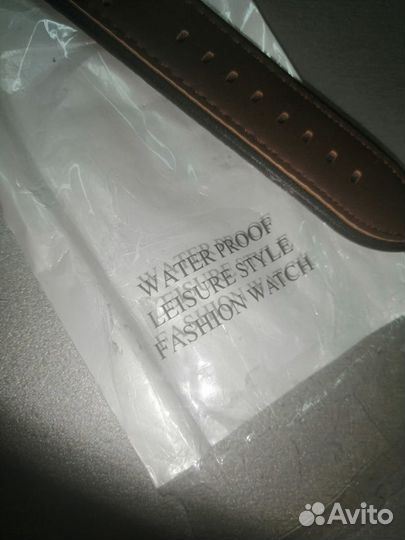 WATER PROOF
LEISURE STYLE
FASHION WATCH
Avito